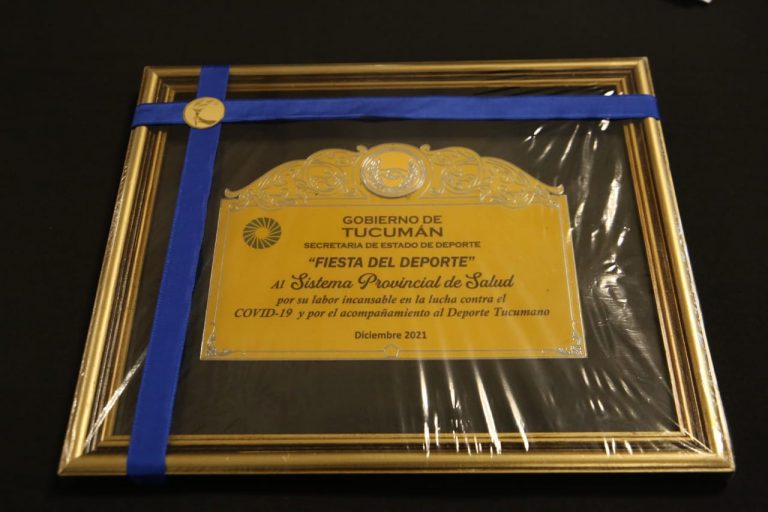 GOBIERNO DE
TUCUMÁN
SECRETARIA DE ESTADO DE DEPORTE
"FIESTA DEL DEPORTE"
Al Sistema Provincial de Salud
por su labor incansable en la lucha contra el
COVID-19 y por el acompañamiento al Deporte Tucumano
Diciembre 2021